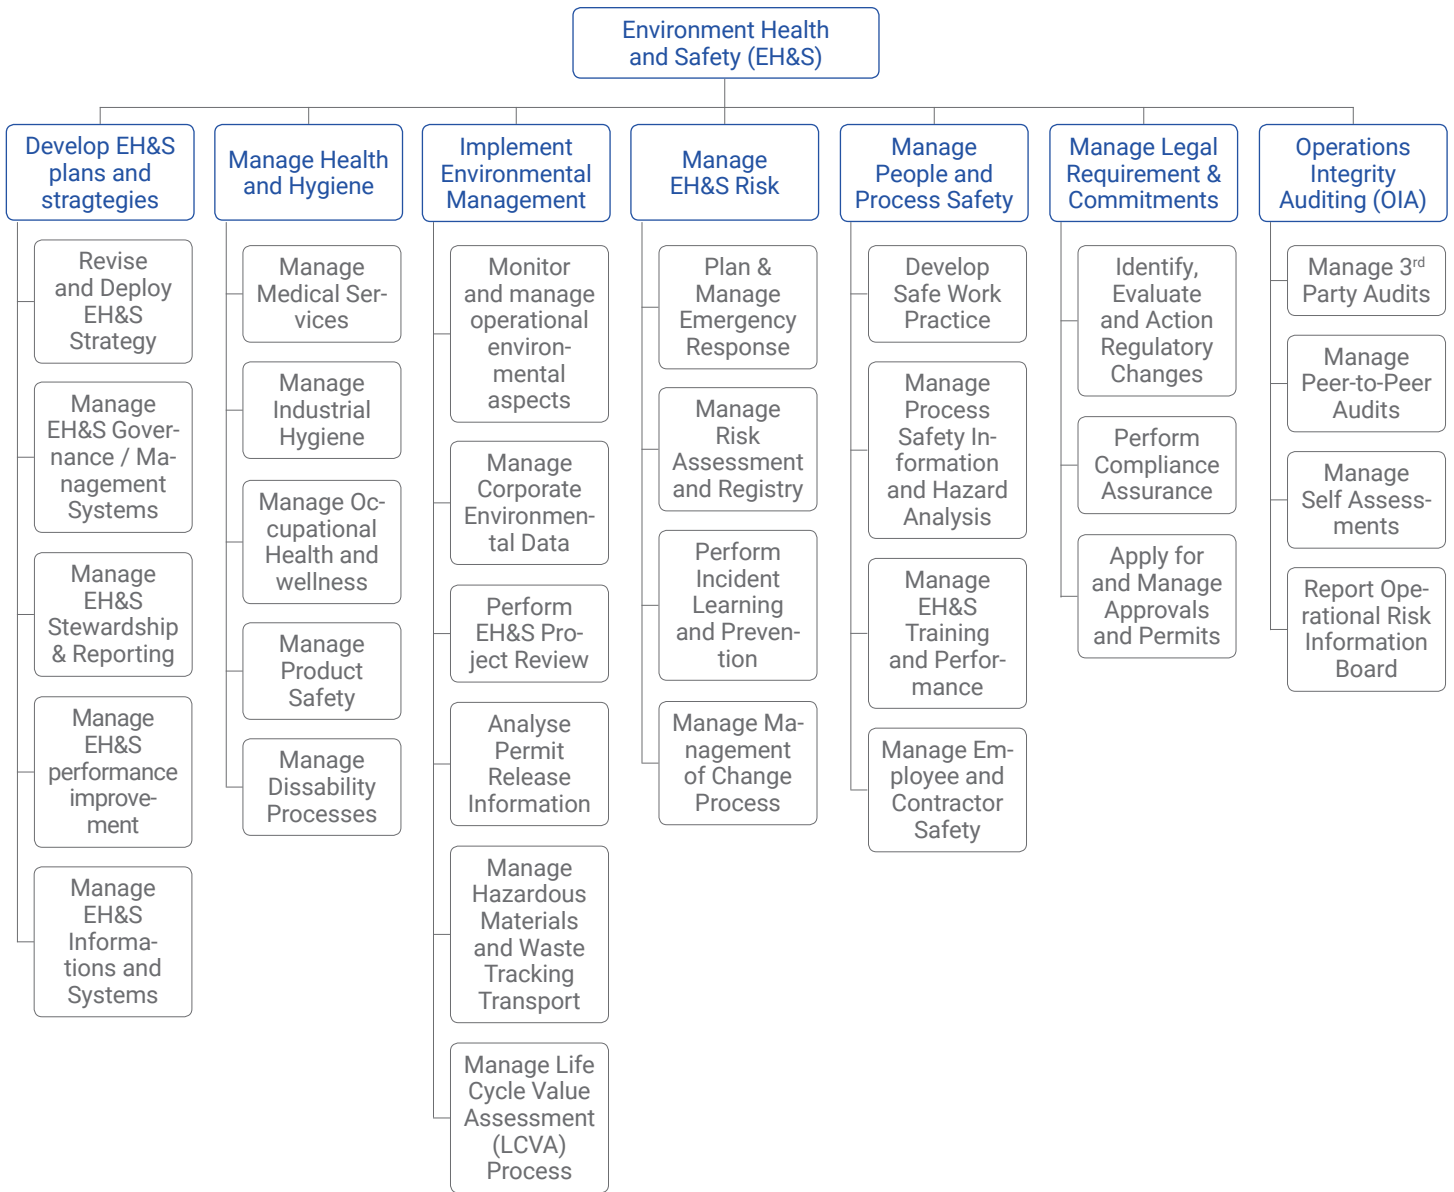 Environment Health
and Safety (EH&S)
Develop EH&S
plans and
stragtegies
Revise
and Deploy
EH&S
Strategy
Manage
EH&S Gover-
nance / Ma-
nagement
Systems
Manage
EH&S
Stewardship
& Reporting
Manage
EH&S
performance
improve-
ment
Manage
EH&S
Informa-
tions and
Systems
Manage Health
and Hygiene
Manage
Medical Ser-
vices
Manage
Industrial
Hygiene
Manage Oc-
cupational
Health and
wellness
Manage
Product
Safety
Manage
Dissability
Processes
Implement
Environmental
Management
Monitor
and manage
operational
environ-
mental
aspects
Manage
Corporate
Environmen-
tal Data
Perform
EH&S Pro-
ject Review
Analyse
Permit
Release
Information
Manage
Hazardous
Materials
and Waste
Tracking
Transport
Manage Life
Cycle Value
Assessment
(LCVA)
Process
Manage
EH&S Risk
Plan &
Manage
Emergency
Response
Manage
Risk
Assessment
and Registry
Perform
Incident
Learning
and Preven-
tion
Manage Ma-
nagement
of Change
Process
Manage
People and
Process Safety
Develop
Safe Work
Practice
Manage
Process
Safety In-
formation
and Hazard
Analysis
Manage
EH&S
Training
and Perfor-
mance
Manage Em-
ployee and
Contractor
Safety
Manage Legal
Requirement &
Commitments
Identify,
Evaluate
and Action
Regulatory
Changes
Perform
Compliance
Assurance
Apply for
and Manage
Approvals
and Permits
Operations
Integrity
Auditing (OIA)
Manage 3rd
Party Audits
Manage
Peer-to-Peer
Audits
Manage
Self Assess-
ments
Report Ope-
rational Risk
Information
Board